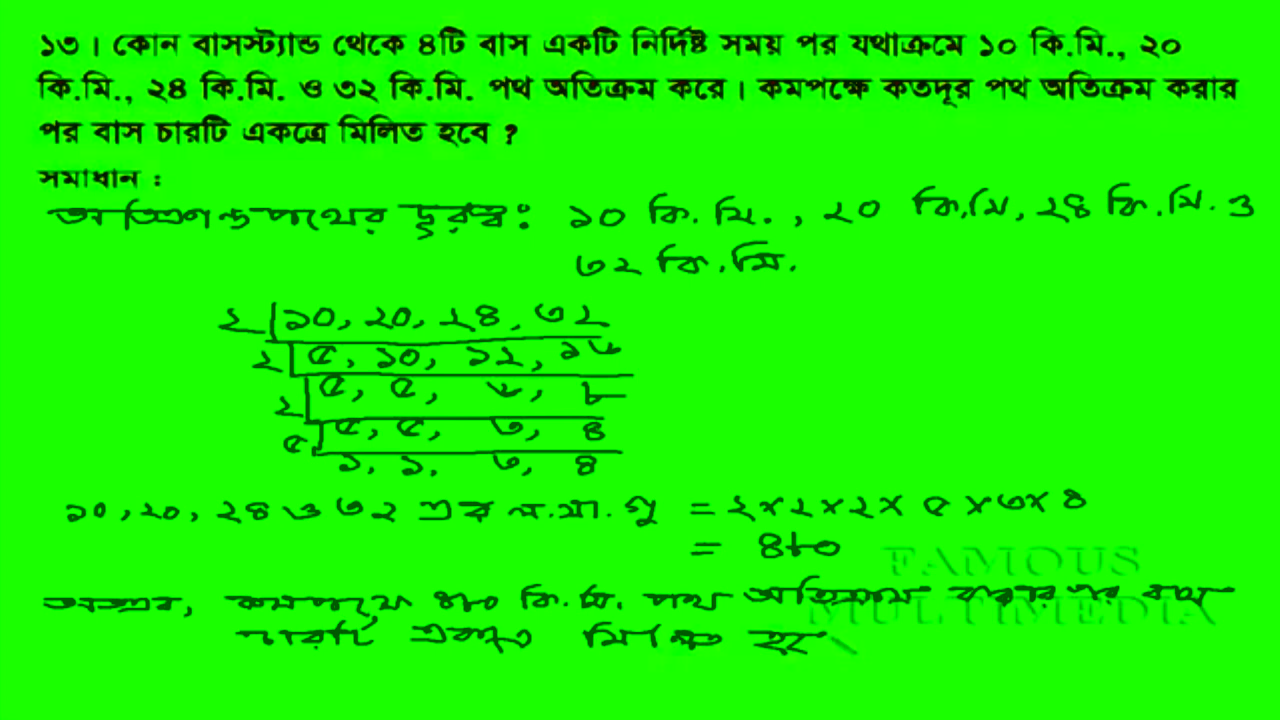 ১৩। কোন বাসস্ট্যান্ড থেকে ৪টি বাস একটি নির্দিষ্ট সময় পর যথাক্রমে ১০ কি.মি., ২০
কি.মি., ২৪ কি.মি. ও ৩২ কি.মি. পথ অতিক্রম করে। কমপক্ষে কতদূর পথ অতিক্রম করার
পর বাস চারটি একত্রে মিলিত হবে ?
সমাধান :
অতিক্রান্ত পথের দূরত্ব: ১০ কি.মি., ২০ কি.মি, ২৪ কি.মি. ও
৩২ কি.মি.
২ ১০, ২০, ২৪, ৩২
২ ৫, ১০, ১২, ১৬
২ ৫, ৫, ৬, ৮
৫ ৫, ৫, ৩, ৪
১, ১, ৩, ৪
১০, ২০, ২৪ ও ৩২ এর ল.সা.গু = ২×২×২× ৫ ×৩× ৪
= ৪৮০
FAMOUS
অতএব, কমপক্ষে ৪৮০ কি.মি. পথ অতিক্রম করার পর বাস
MULTIMEDIA
চারটি একত্রে মিলিত হবে